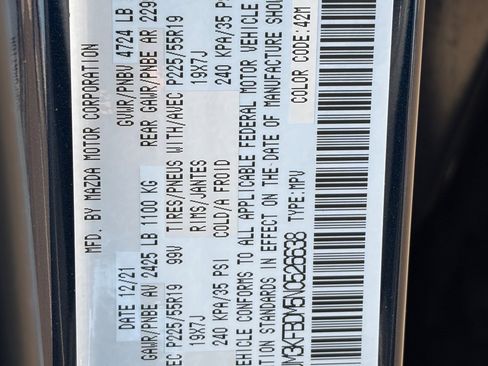 MFD. BY MAZDA MOTOR CORPORATION
DATE 12/21 GVWR/PNBV 4724 LB
GAWR/PNBE AV 2425 LB 1100 KG REAR GAWR/PNBE AR 229
EC P225/55R19 99V TIRES/PNEUS WITH/AVEC P225/55R19
19X7J RIMS/JANTES 19X7J
240 KPA/35 PSI COLD/A FROID 240 KPA/35 P
VEHICLE CONFORMS TO ALL APPLICABLE FEDERAL MOTOR VEHICLE
TION STANDARDS IN EFFECT ON THE DATE OF MANUFACTURE SHOW
JM3KFBDM5N0526638 TYPE:MPV COLOR CODE:42M